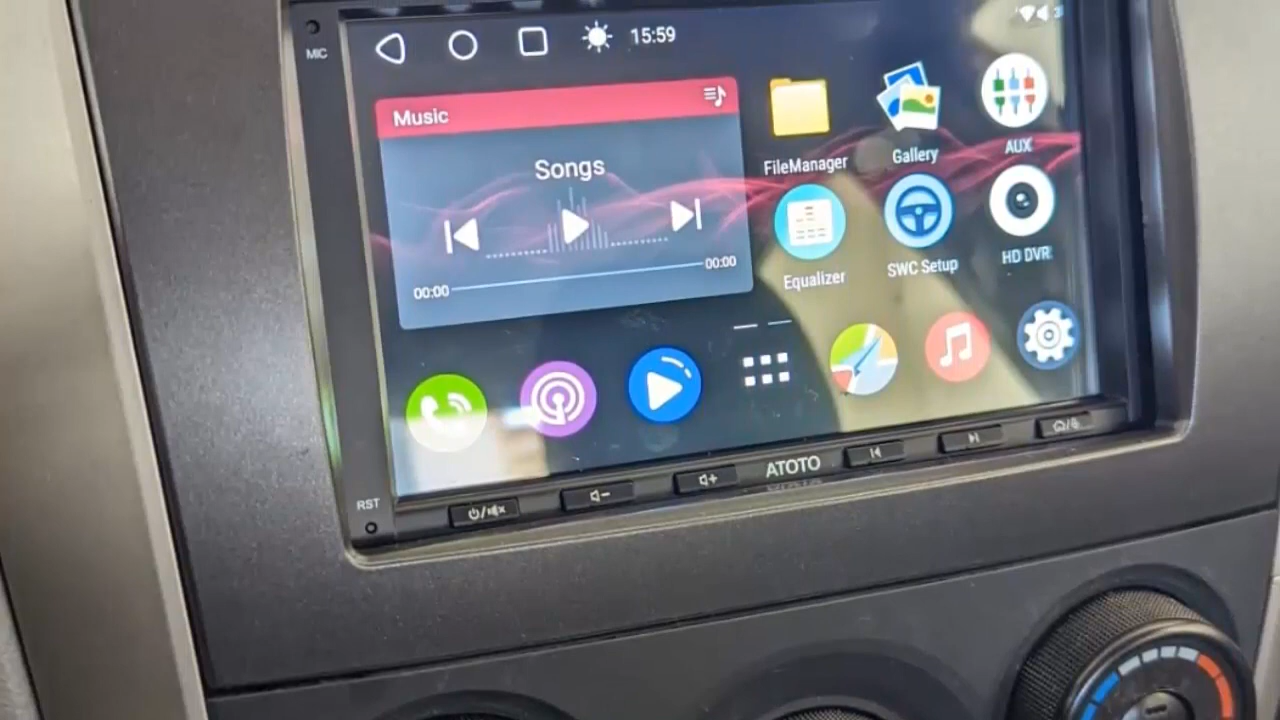 MIC
15:59
Music
Songs
00:00
00:00
FileManager
Gallery
AUX
Equalizer
SWC Setup
HD DVR
ATOTO
RST